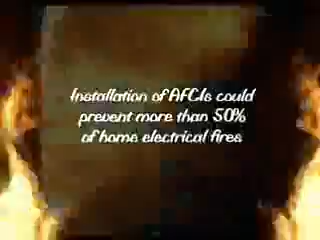 Installation of AFCIs could
prevent more than 50%
of home electrical fires